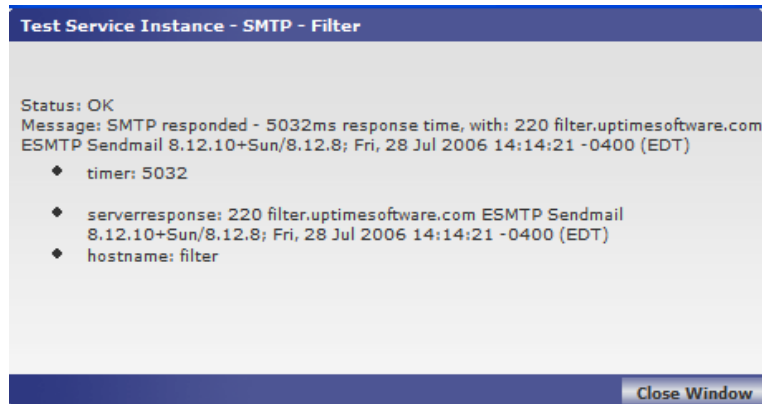 Test Service Instance - SMTP - Filter
Status: OK
Message: SMTP responded - 5032ms response time, with: 220 filter.uptimesoftware.com
ESMTP Sendmail 8.12.10+Sun/8.12.8; Fri, 28 Jul 2006 14:14:21 -0400 (EDT)
timer: 5032
serverresponse: 220 filter.uptimesoftware.com ESMTP Sendmail
8.12.10+Sun/8.12.8; Fri, 28 Jul 2006 14:14:21 -0400 (EDT)
hostname: filter
Close Window